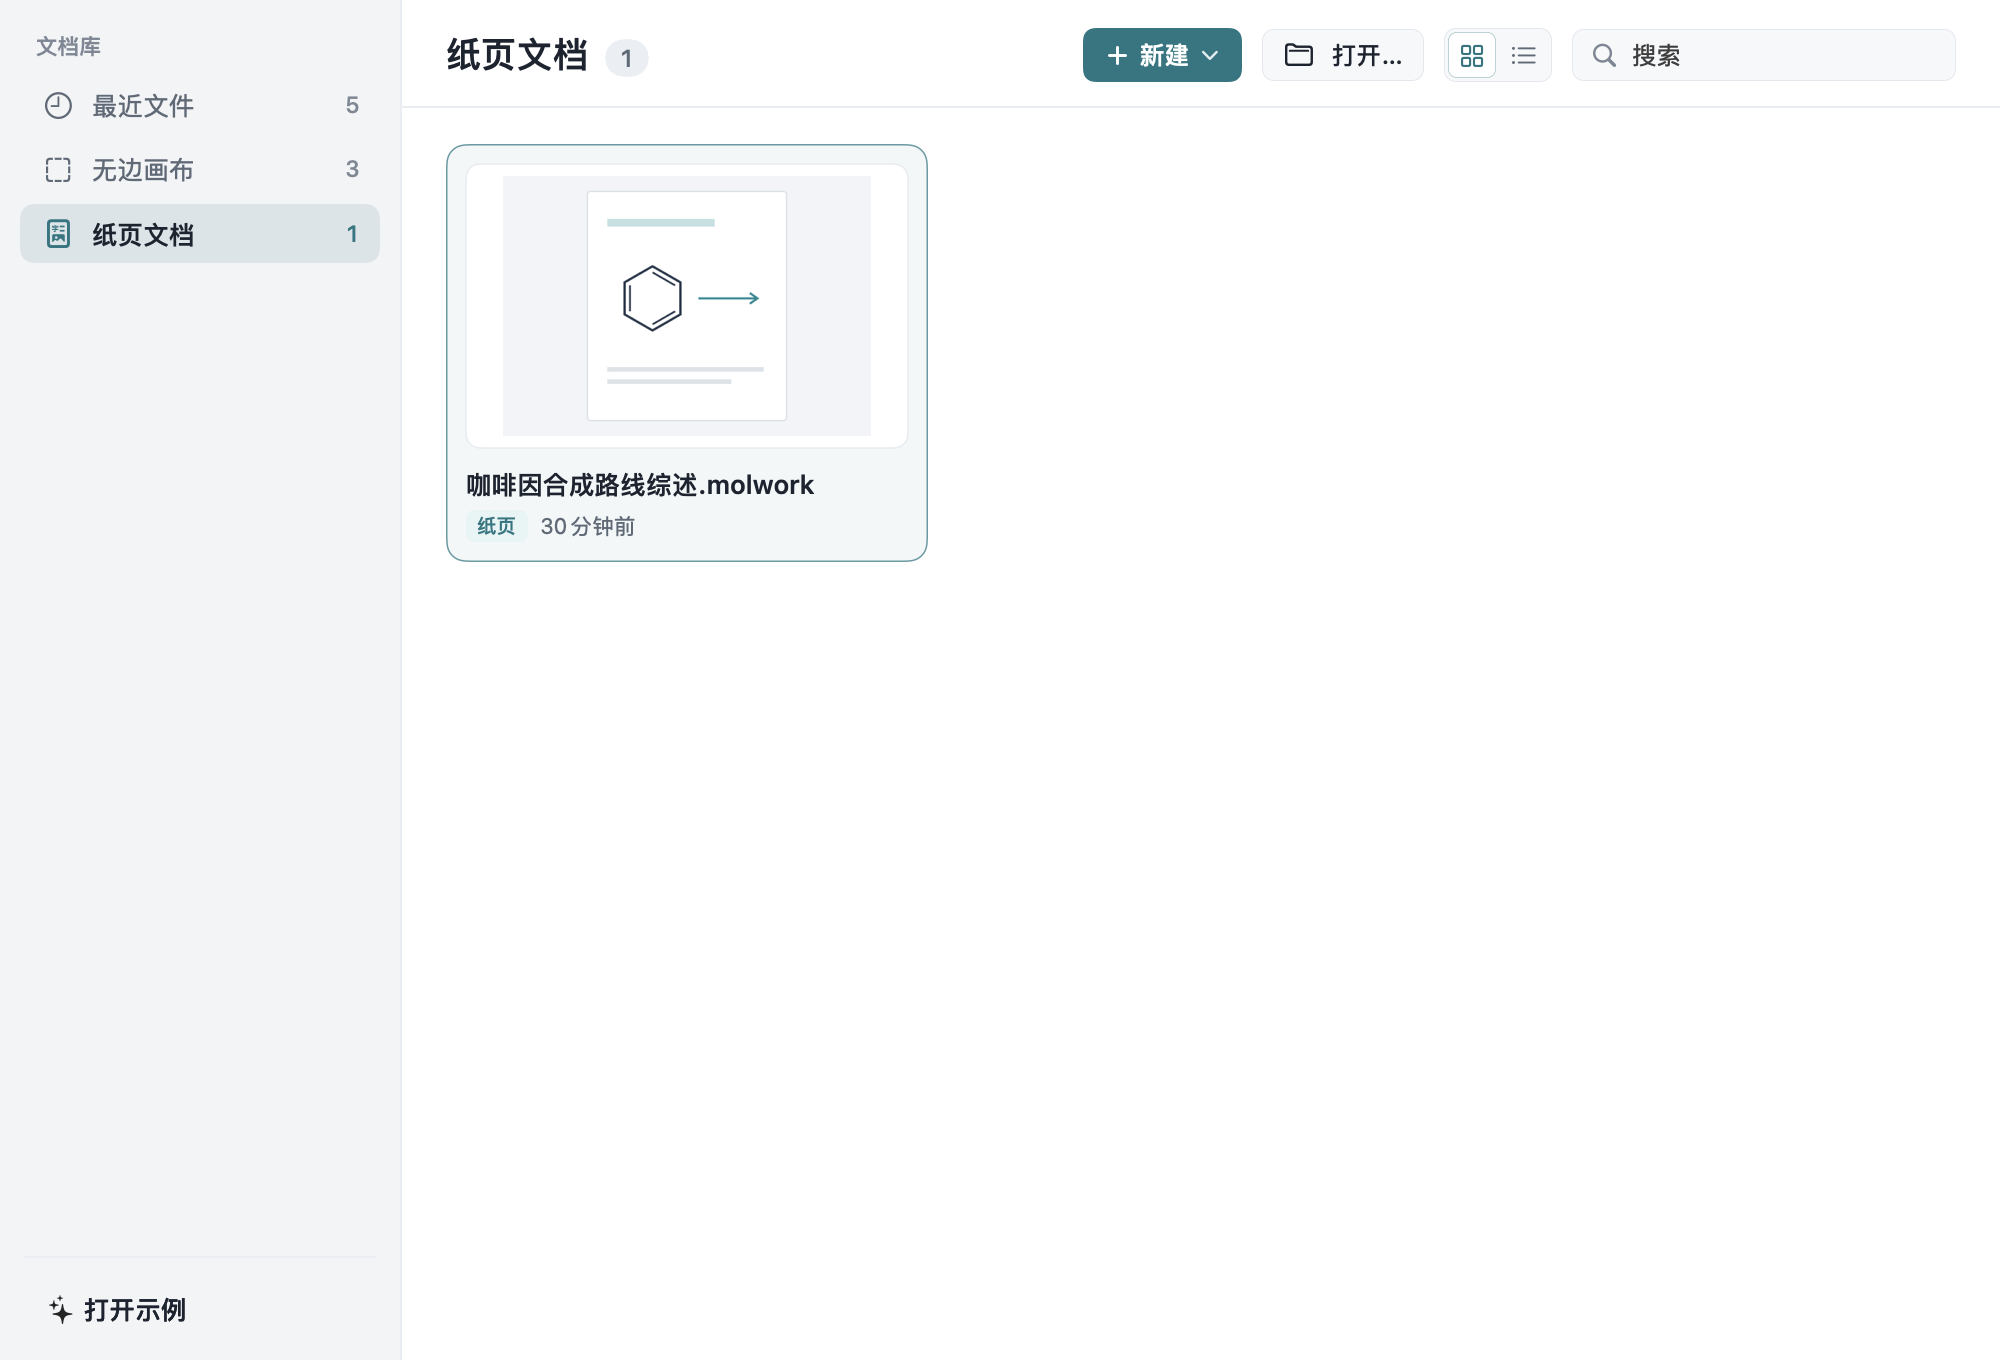 文档库
最近文件 5
无边画布 3
纸页文档 1
打开示例
纸页文档 1
新建
打开...
搜索
咖啡因合成路线综述.molwork
纸页 30 分钟前